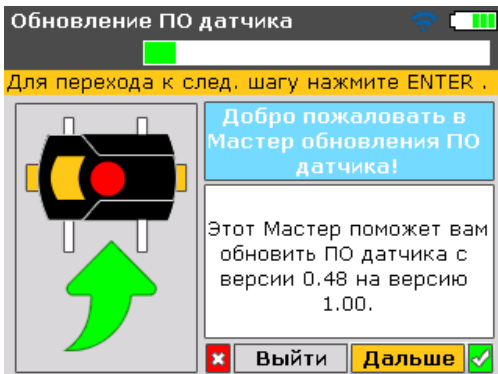 Обновление ПО датчика
Для перехода к след. шагу нажмите ENTER .
Добро пожаловать в
Мастер обновления ПО
датчика!
Этот Мастер поможет вам
обновить ПО датчика с
версии 0.48 на версию
1.00.
Выйти
Дальше